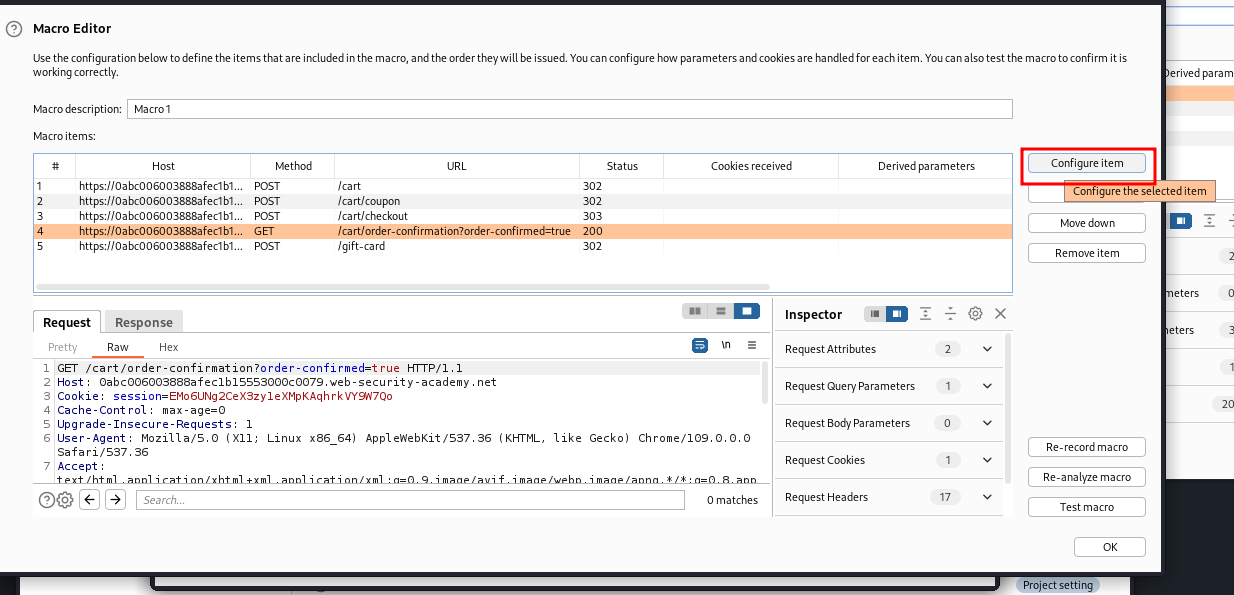 Macro Editor
Use the configuration below to define the items that are included in the macro, and the order they will be issued. You can configure how parameters and cookies are handled for each item. You can also test the macro to confirm it is
working correctly.
Derived param
Macro description: Macro 1
Macro items:
# Host Method URL Status Cookies received Derived parameters
Configure item
1 https://0abc006003888afec1b1... POST /cart 302
Configure the selected item
2 https://0abc006003888afec1b1... POST /cart/coupon 302
3 https://0abc006003888afec1b1... POST /cart/checkout 303
Move down
4 https://0abc006003888afec1b1... GET /cart/order-confirmation?order-confirmed=true 200
5 https://0abc006003888afec1b1... POST /gift-card 302
Remove item
2
meters 0
neters 3
1
20
Request Response
Inspector
Pretty Raw Hex
\n
1 GET /cart/order-confirmation?order-confirmed=true HTTP/1.1
2 Host: 0abc006003888afec1b15553000c0079.web-security-academy.net
3 Cookie: session=EMo6UNg2CeX3zyleXMpKAqhrkVY9W7Qo
4 Cache-Control: max-age=0
5 Upgrade-Insecure-Requests: 1
6 User-Agent: Mozilla/5.0 (X11; Linux x86_64) AppleWebKit/537.36 (KHTML, like Gecko) Chrome/109.0.0.0
Safari/537.36
7 Accept:
text/html,application/xhtml+xml,application/xml;q=0.9,image/avif,image/webp,image/apng,*/*;q=0.8,app
Request Attributes 2
Request Query Parameters 1
Request Body Parameters 0
Request Cookies 1
Request Headers 17
Re-record macro
Re-analyze macro
Test macro
Search...
0 matches
OK
Project setting